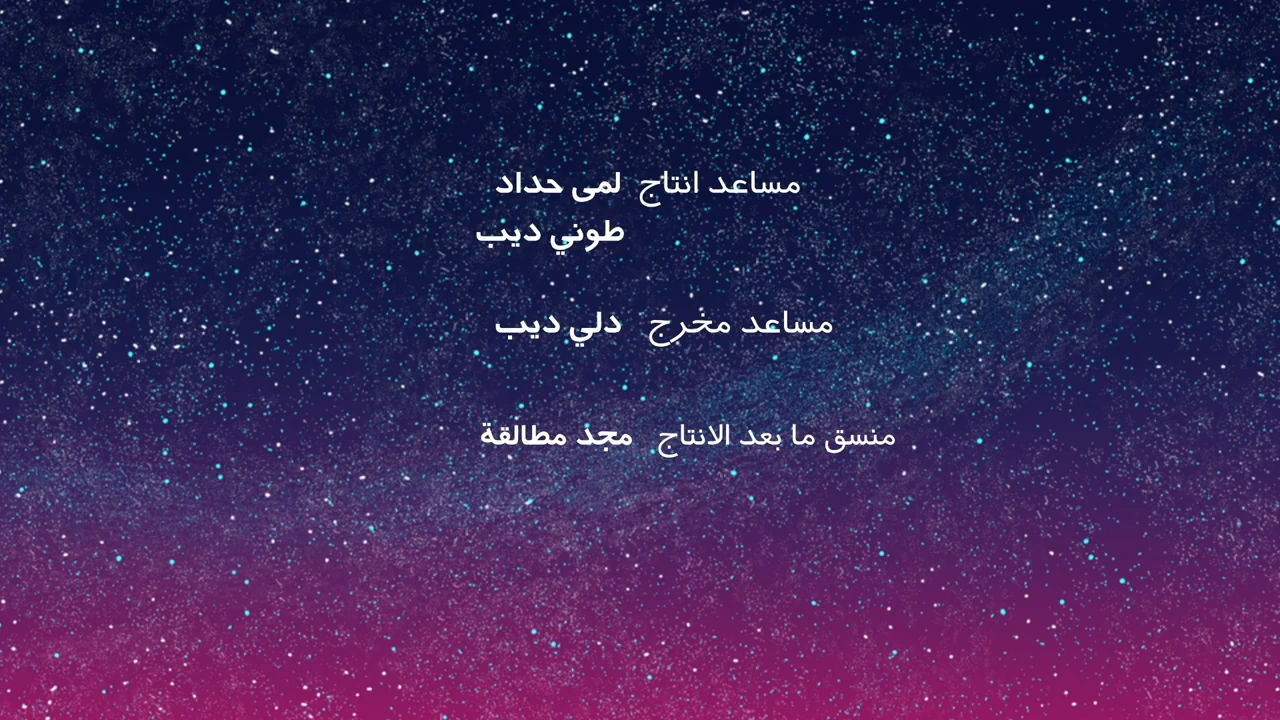 مساعد انتاج لمى حداد
طوني ديب
مساعد مخرج دلي ديب
منسق ما بعد الانتاج مجد مطالقة